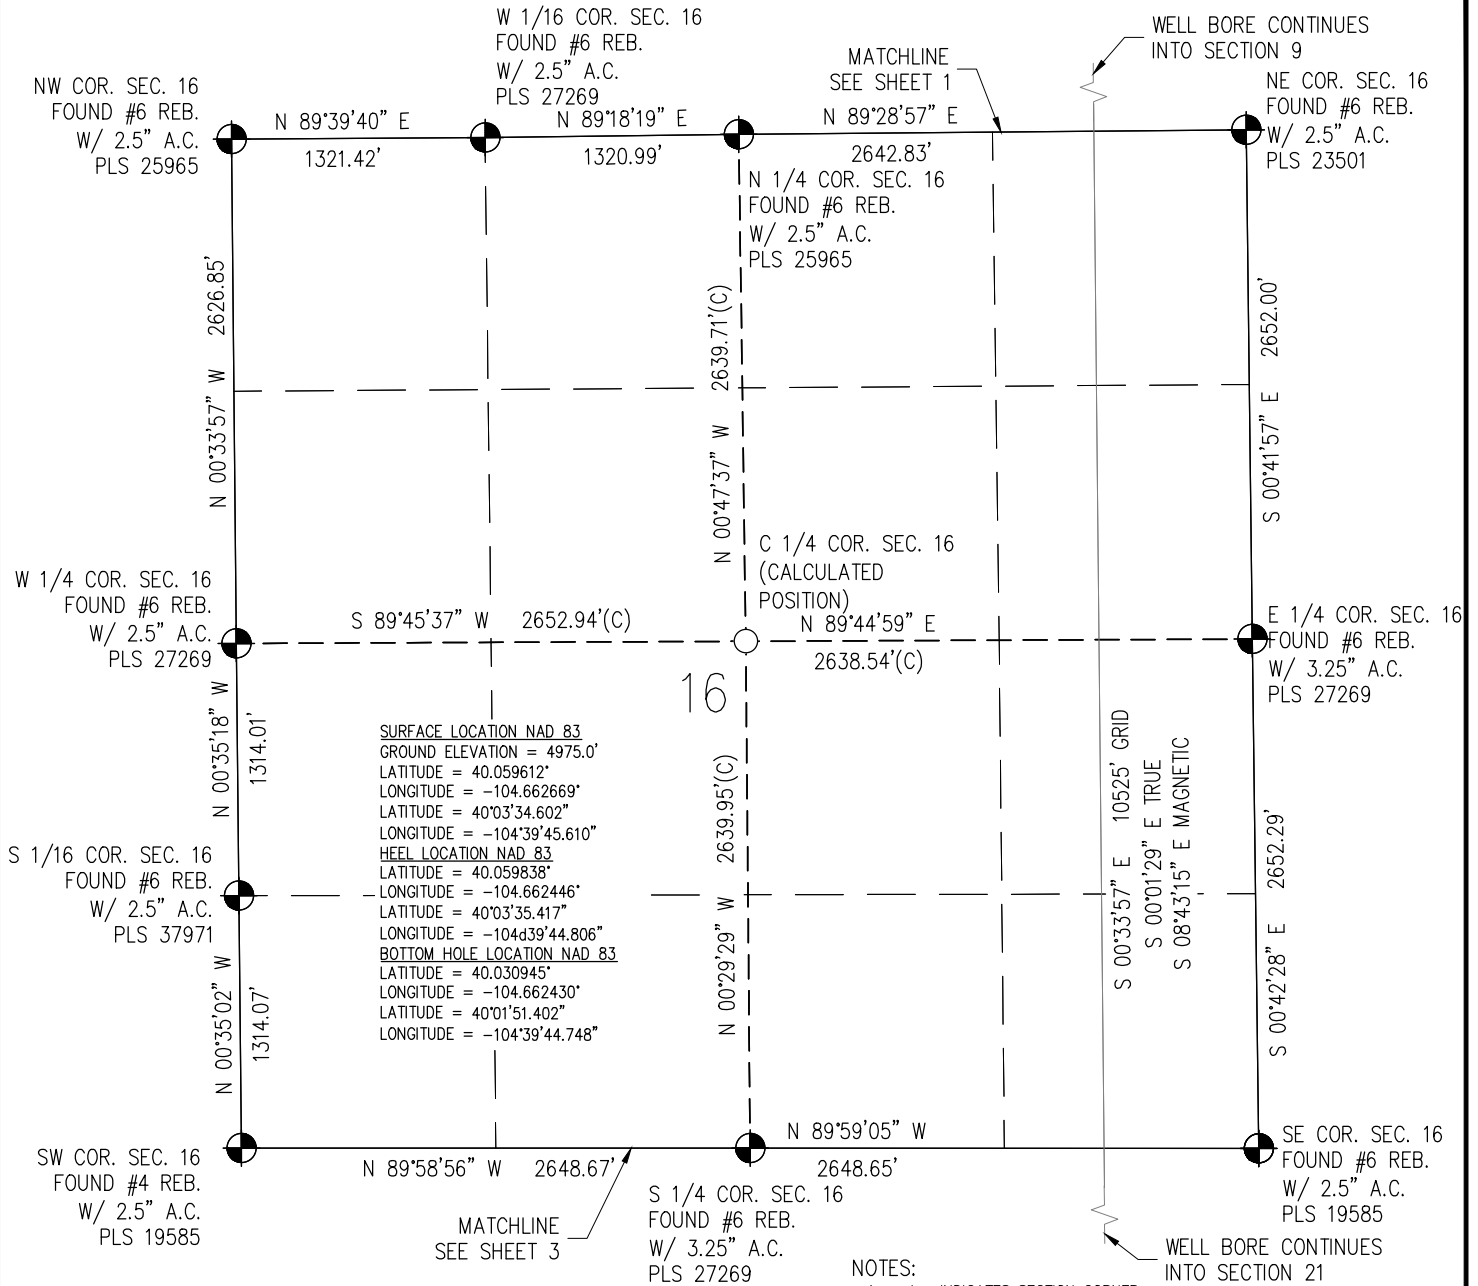 W 1/16 COR. SEC. 16
FOUND #6 REB.
W/ 2.5" A.C.
PLS 27269
WELL BORE CONTINUES
INTO SECTION 9
MATCHLINE
SEE SHEET 1
NW COR. SEC. 16
FOUND #6 REB.
W/ 2.5" A.C.
PLS 25965
NE COR. SEC. 16
FOUND #6 REB.
W/ 2.5" A.C.
PLS 23501
N 89°39'40" E
1321.42'
N 89°18'19" E
1320.99'
N 89°28'57" E
2642.83'
N 1/4 COR. SEC. 16
FOUND #6 REB.
W/ 2.5" A.C.
PLS 25965
N 00°33'57" W 2626.85'
N 00°47'37" W 2639.71'(C)
S 00°41'57" E 2652.00'
C 1/4 COR. SEC. 16
(CALCULATED
POSITION)
W 1/4 COR. SEC. 16
FOUND #6 REB.
W/ 2.5" A.C.
PLS 27269
S 89°45'37" W 2652.94'(C)
N 89°44'59" E
2638.54'(C)
E 1/4 COR. SEC. 16
FOUND #6 REB.
W/ 3.25" A.C.
PLS 27269
16
N 00°35'18" W
1314.01'
SURFACE LOCATION NAD 83
GROUND ELEVATION = 4975.0'
LATITUDE = 40.059612°
LONGITUDE = -104.662669°
LATITUDE = 40°03'34.602"
LONGITUDE = -104°39'45.610"
HEEL LOCATION NAD 83
LATITUDE = 40.059838°
LONGITUDE = -104.662446°
LATITUDE = 40°03'35.417"
LONGITUDE = -104d39'44.806"
BOTTOM HOLE LOCATION NAD 83
LATITUDE = 40.030945°
LONGITUDE = -104.662430°
LATITUDE = 40°01'51.402"
LONGITUDE = -104°39'44.748"
N 00°29'29" W 2639.95'(C)
S 00°33'57" E 10525' GRID
S 00°01'29" E TRUE
S 08°43'15" E MAGNETIC
S 00°42'28" E 2652.29'
S 1/16 COR. SEC. 16
FOUND #6 REB.
W/ 2.5" A.C.
PLS 37971
N 00°35'02" W
1314.07'
SW COR. SEC. 16
FOUND #4 REB.
W/ 2.5" A.C.
PLS 19585
N 89°58'56" W 2648.67'
N 89°59'05" W
2648.65'
SE COR. SEC. 16
FOUND #6 REB.
W/ 2.5" A.C.
PLS 19585
MATCHLINE
SEE SHEET 3
S 1/4 COR. SEC. 16
FOUND #6 REB.
W/ 3.25" A.C.
PLS 27269
WELL BORE CONTINUES
INTO SECTION 21
NOTES:
INDICATED SECTION CORNER